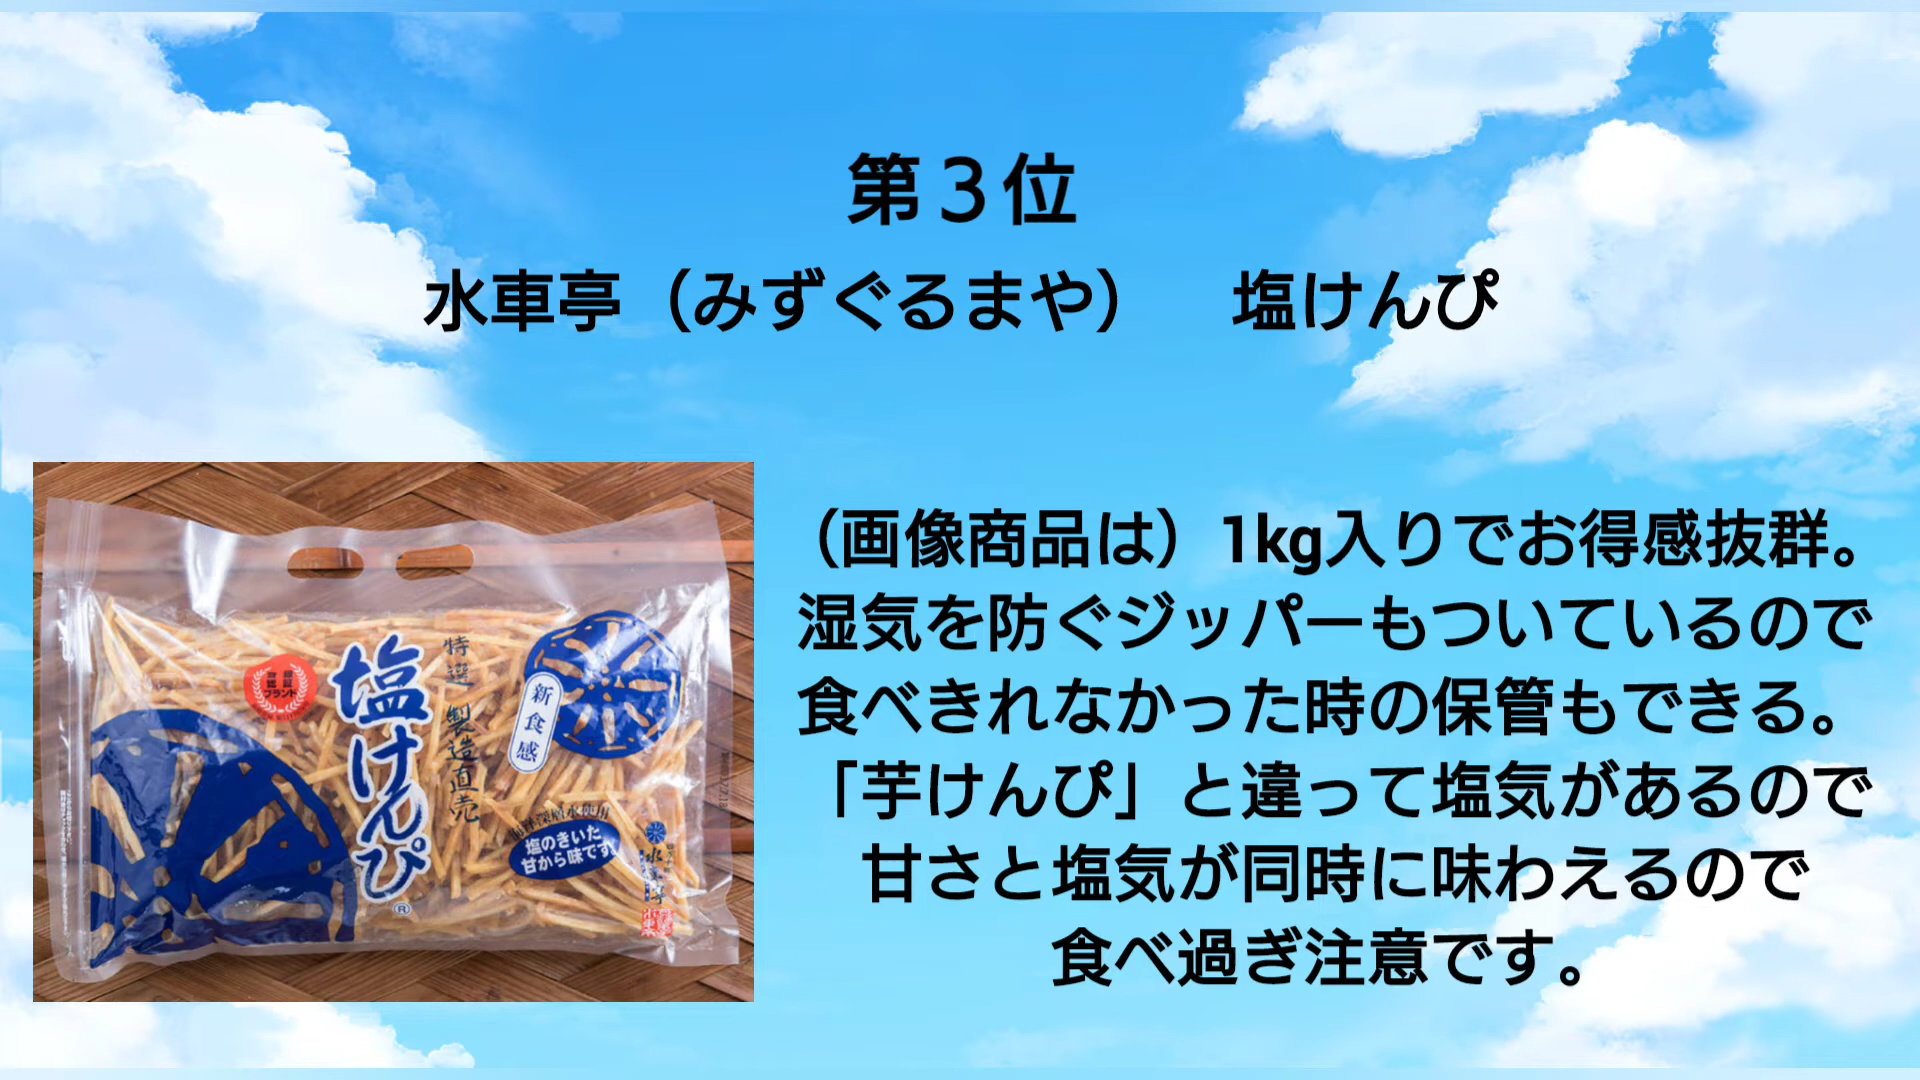 第3位
水車亭（みずぐるまや）　塩けんぴ
（画像商品は）1kg入りでお得感抜群。
湿気を防ぐジッパーもついているので
食べきれなかった時の保管もできる。
「芋けんぴ」と違って塩気があるので
甘さと塩気が同時に味わえるので
食べ過ぎ注意です。
塩けんぴ
®
特選 製造直売
新食感
ブランド
塩のきいた
甘から味です。